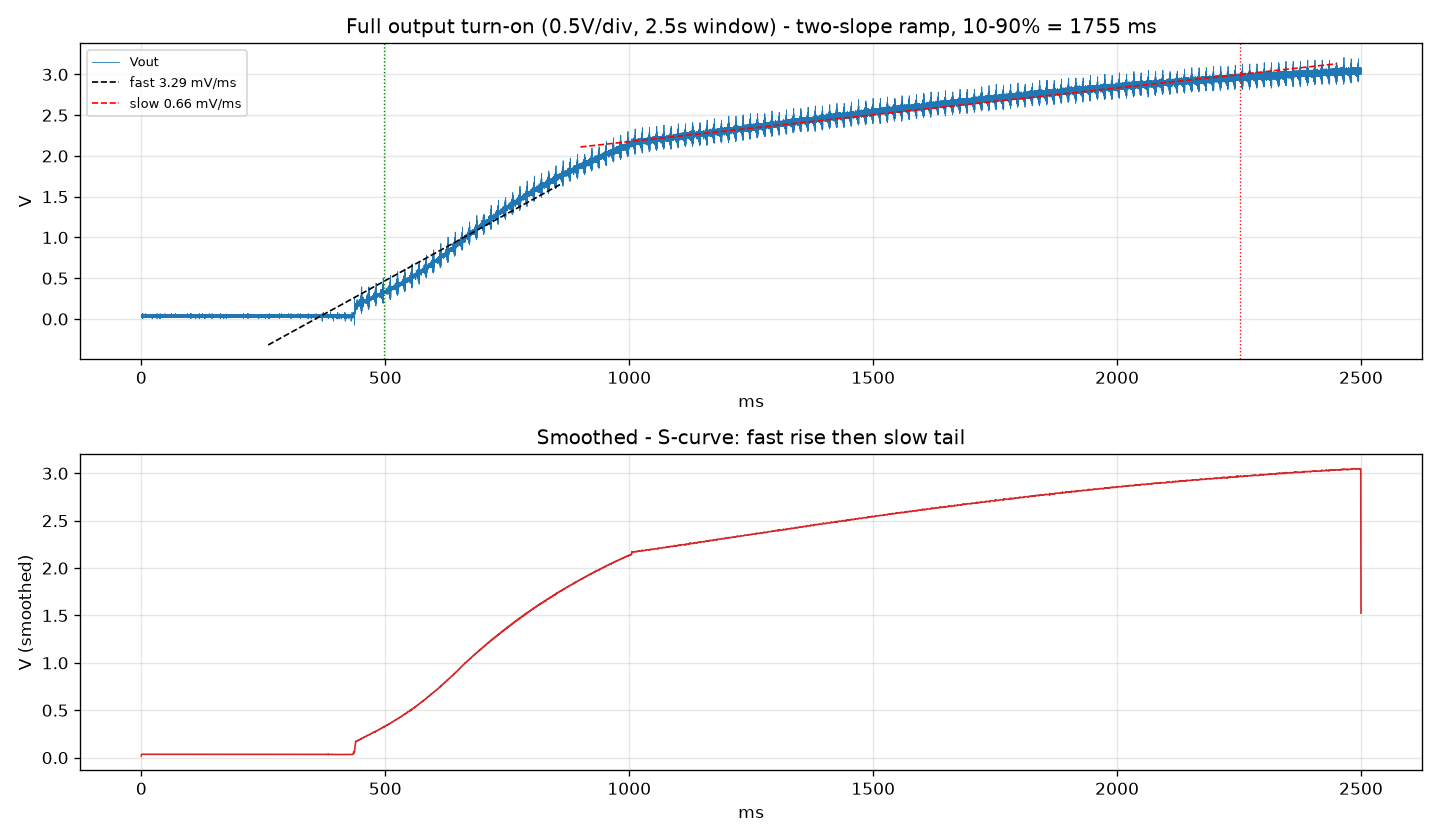 Full output turn-on (0.5V/div, 2.5s window) - two-slope ramp, 10-90% = 1755 ms
Vout
fast 3.29 mV/ms
slow 0.66 mV/ms
3.0
2.5
2.0
1.5
1.0
0.5
0.0
V
0 500 1000 1500 2000 2500
ms
Smoothed - S-curve: fast rise then slow tail
3.0
2.5
2.0
1.5
1.0
0.5
0.0
V (smoothed)
0 500 1000 1500 2000 2500
ms